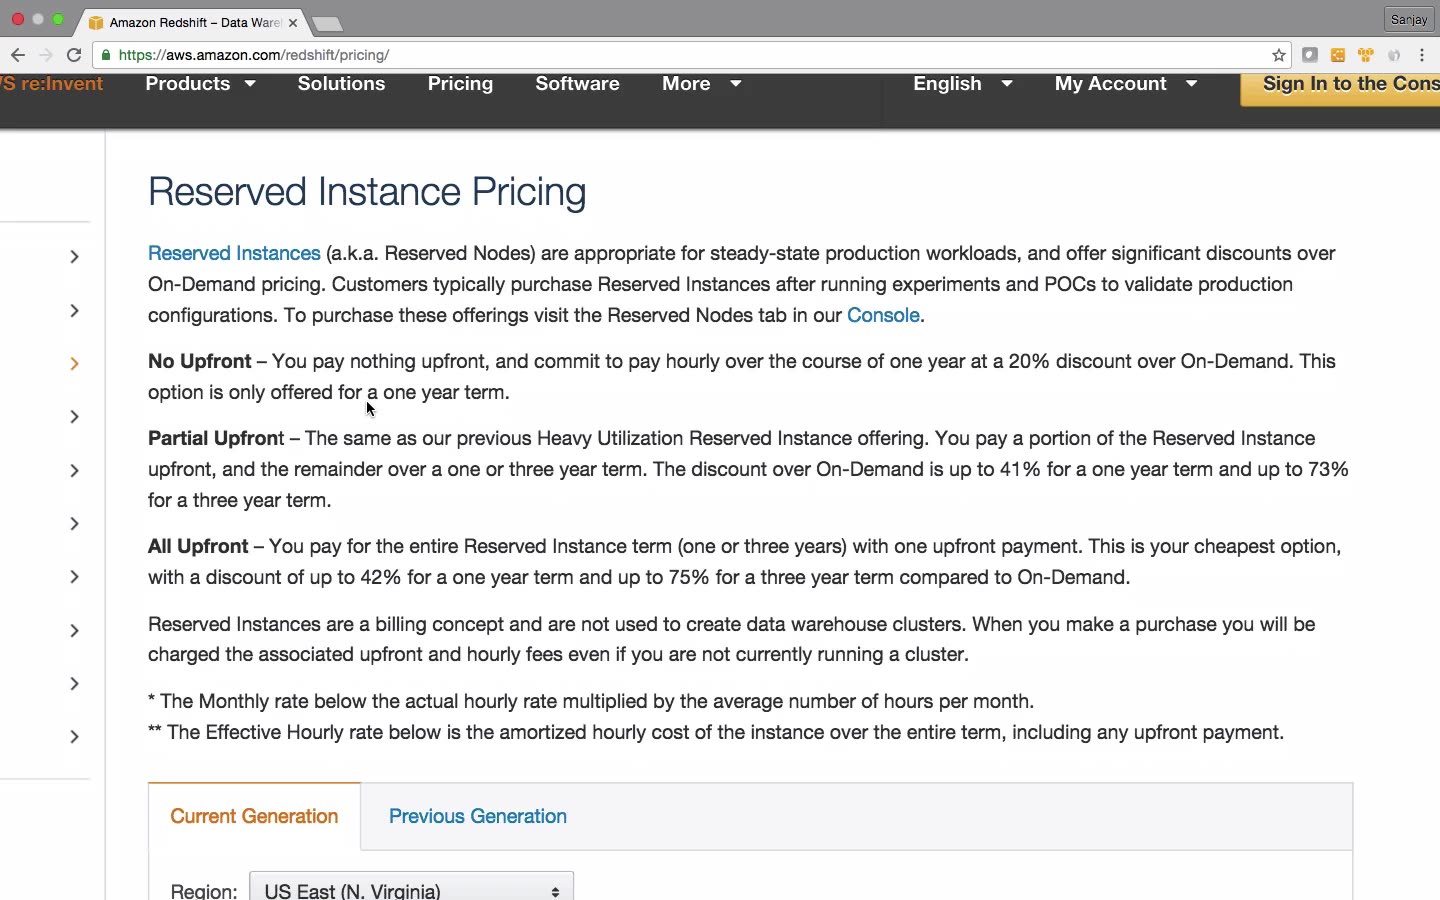 Amazon Redshift – Data Ware
Sanjay
https://aws.amazon.com/redshift/pricing/
S re:Invent Products Solutions Pricing Software More English My Account Sign In to the Cons
Reserved Instance Pricing
Reserved Instances (a.k.a. Reserved Nodes) are appropriate for steady-state production workloads, and offer significant discounts over
On-Demand pricing. Customers typically purchase Reserved Instances after running experiments and POCs to validate production
configurations. To purchase these offerings visit the Reserved Nodes tab in our Console.
No Upfront – You pay nothing upfront, and commit to pay hourly over the course of one year at a 20% discount over On-Demand. This
option is only offered for a one year term.
Partial Upfront – The same as our previous Heavy Utilization Reserved Instance offering. You pay a portion of the Reserved Instance
upfront, and the remainder over a one or three year term. The discount over On-Demand is up to 41% for a one year term and up to 73%
for a three year term.
All Upfront – You pay for the entire Reserved Instance term (one or three years) with one upfront payment. This is your cheapest option,
with a discount of up to 42% for a one year term and up to 75% for a three year term compared to On-Demand.
Reserved Instances are a billing concept and are not used to create data warehouse clusters. When you make a purchase you will be
charged the associated upfront and hourly fees even if you are not currently running a cluster.
* The Monthly rate below the actual hourly rate multiplied by the average number of hours per month.
** The Effective Hourly rate below is the amortized hourly cost of the instance over the entire term, including any upfront payment.
Current Generation Previous Generation
Region: US East (N. Virginia)